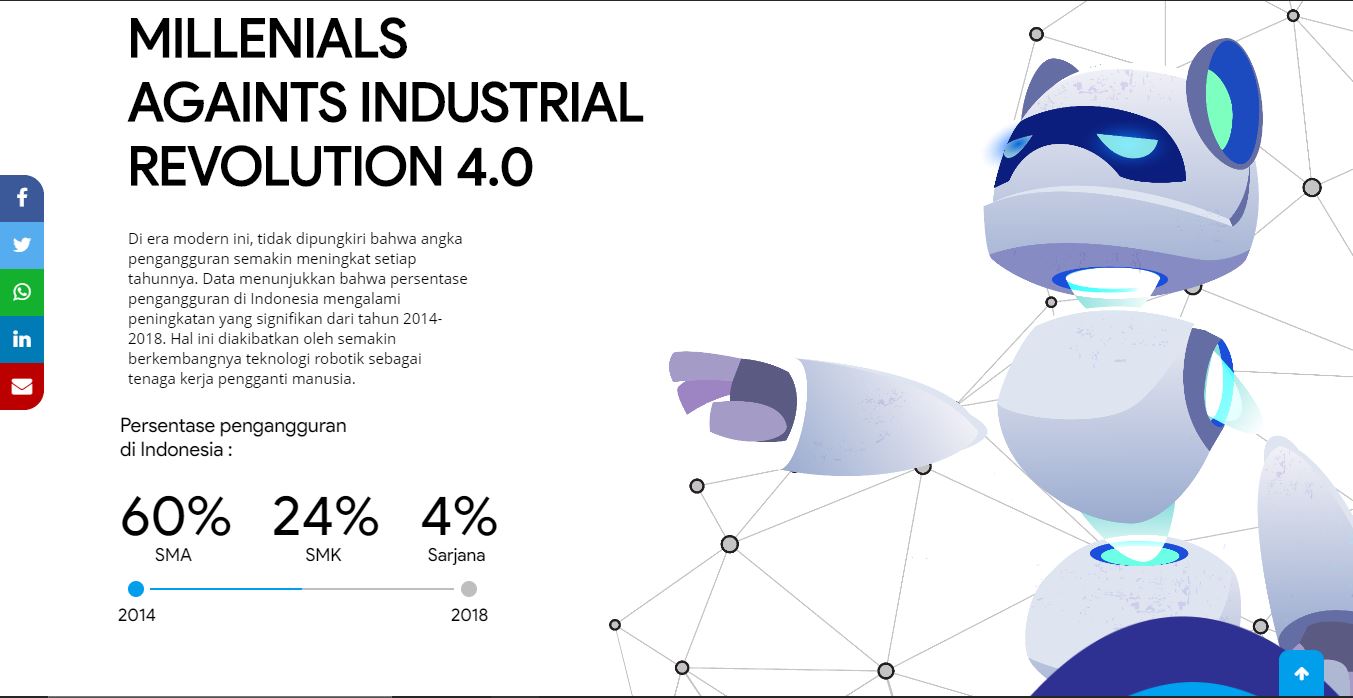 MILLENIALS
AGAINTS INDUSTRIAL
REVOLUTION 4.0
Di era modern ini, tidak dipungkiri bahwa angka
pengangguran semakin meningkat setiap
tahunnya. Data menunjukkan bahwa persentase
pengangguran di Indonesia mengalami
peningkatan yang signifikan dari tahun 2014-
2018. Hal ini diakibatkan oleh semakin
berkembangnya teknologi robotik sebagai
tenaga kerja pengganti manusia.
Persentase pengangguran
di Indonesia :
60% 24% 4%
SMA SMK Sarjana
2014 2018